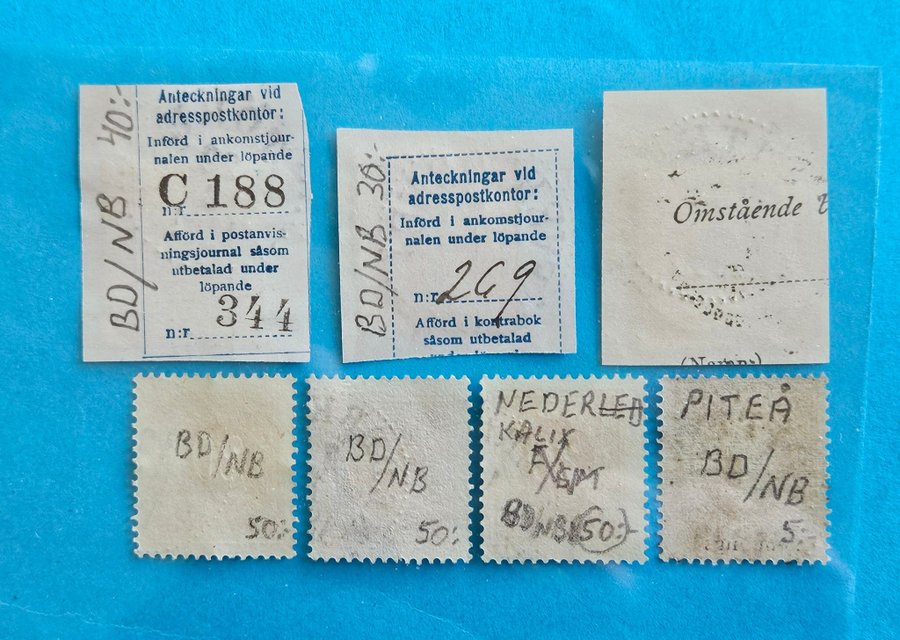 BD/NB 40:-
Anteckningar vid
adresspostkontor:
Införd i ankomstjour-
nalen under löpande
C 188
n:r
Afförd i postanvis-
ningsjournal såsom
utbetalad under
löpande
344
n:r
BD/NB 30:-
Anteckningar vid
adresspostkontor:
Införd i ankomstjour-
nalen under löpande
n:r 269
Afförd i kontrabok
såsom utbetalad
Omstående
(Namn:)
BD/NB
50:-
BD/NB
50:-
NEDER
KALIX
BD/NB
50:-
PITEÅ
BD/NB
5:-